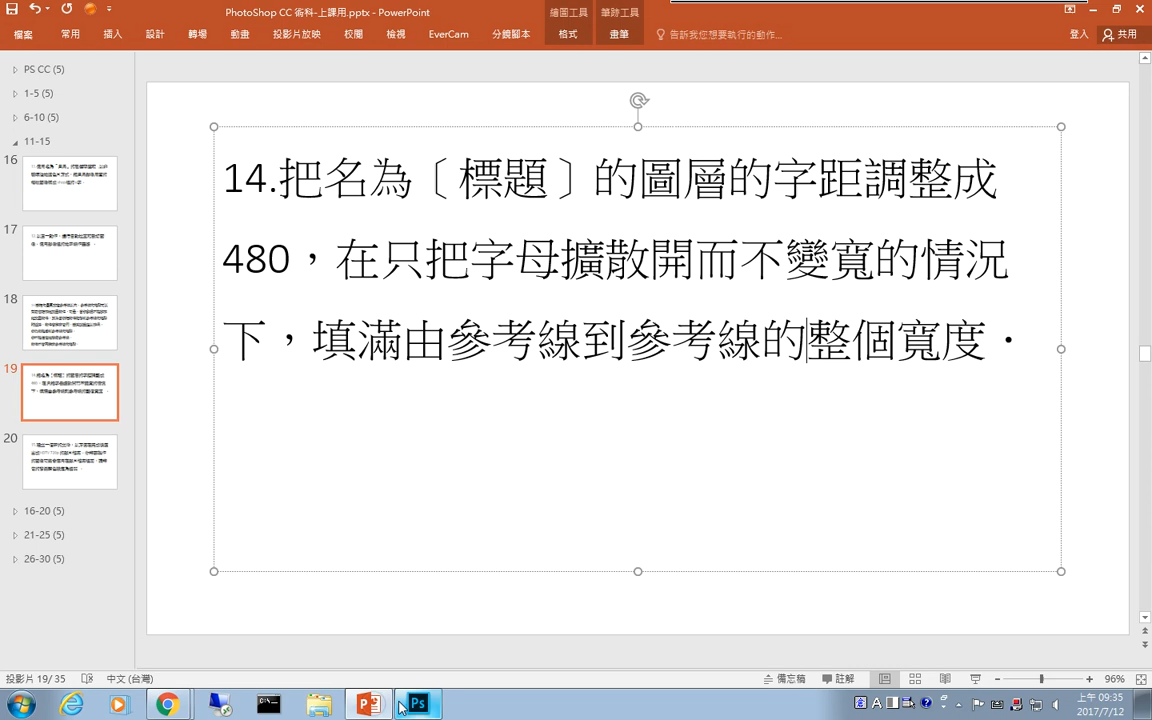 PhotoShop CC 術科-上課用.pptx - PowerPoint
繪圖工具
筆跡工具
檔案
常用
插入
設計
轉場
動畫
投影片放映
校閱
檢視
EverCam
分鏡腳本
格式
畫筆
告訴我您想要執行的動作...
登入
共用
PS CC (5)
1-5 (5)
6-10 (5)
11-15
16
17
18
19
20
16-20 (5)
21-25 (5)
26-30 (5)
14.把名為〔標題〕的圖層的字距調整成
480，在只把字母擴散開而不變寬的情況
下，填滿由參考線到參考線的整個寬度．
投影片 19/ 35
中文 (台灣)
備忘稿
註解
96%
Ps
上午 09:35
2017/7/12